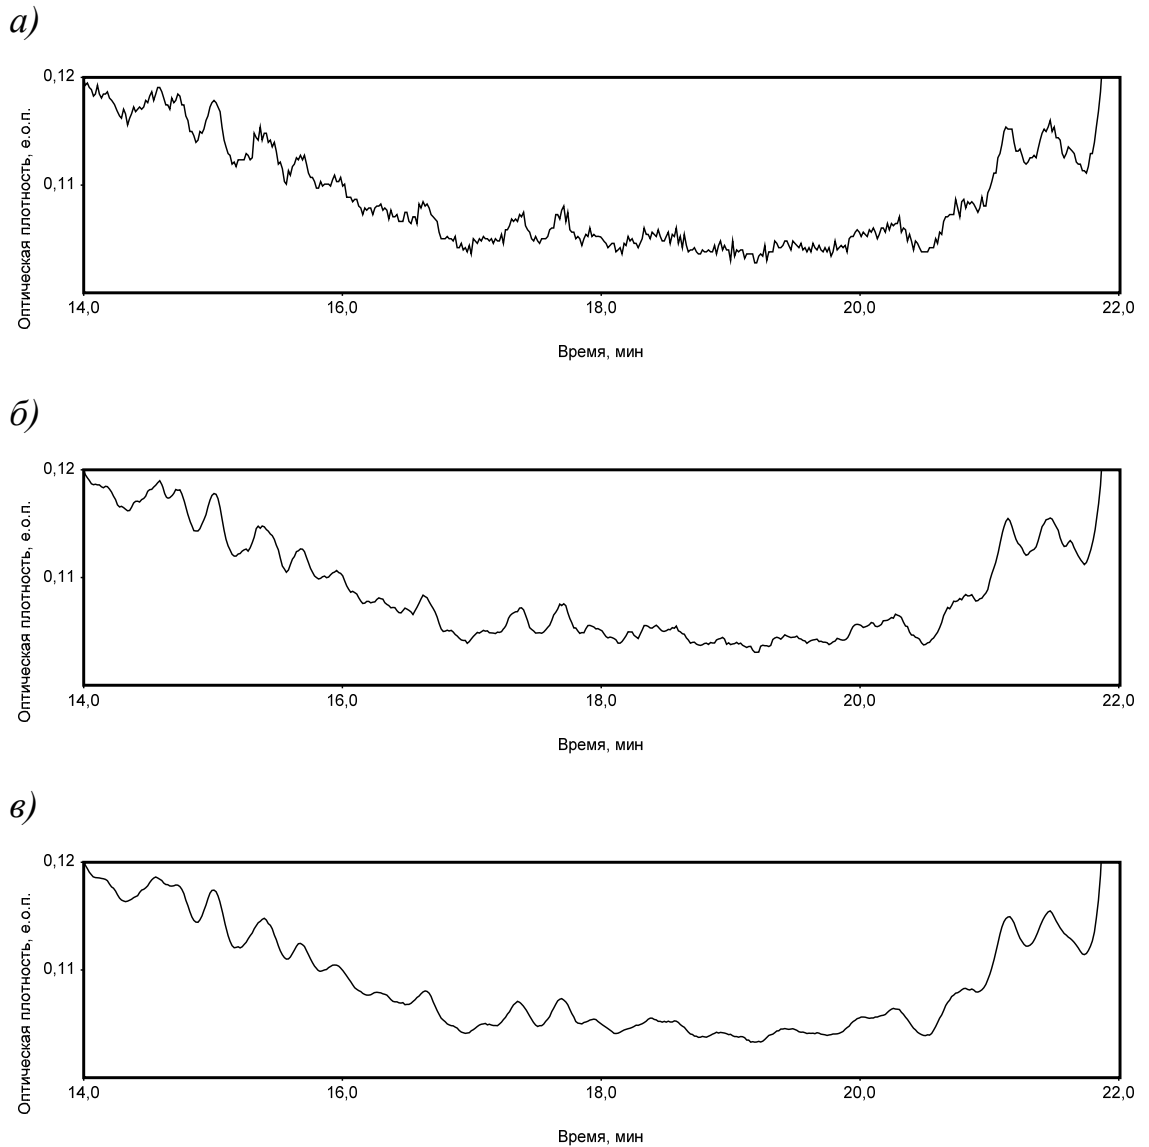 а)
0,12
Оптическая плотность, е.о.п.
0,11
14,0 16,0 18,0 20,0 22,0
Время, мин
б)
0,12
Оптическая плотность, е.о.п.
0,11
14,0 16,0 18,0 20,0 22,0
Время, мин
в)
0,12
Оптическая плотность, е.о.п.
0,11
14,0 16,0 18,0 20,0 22,0
Время, мин